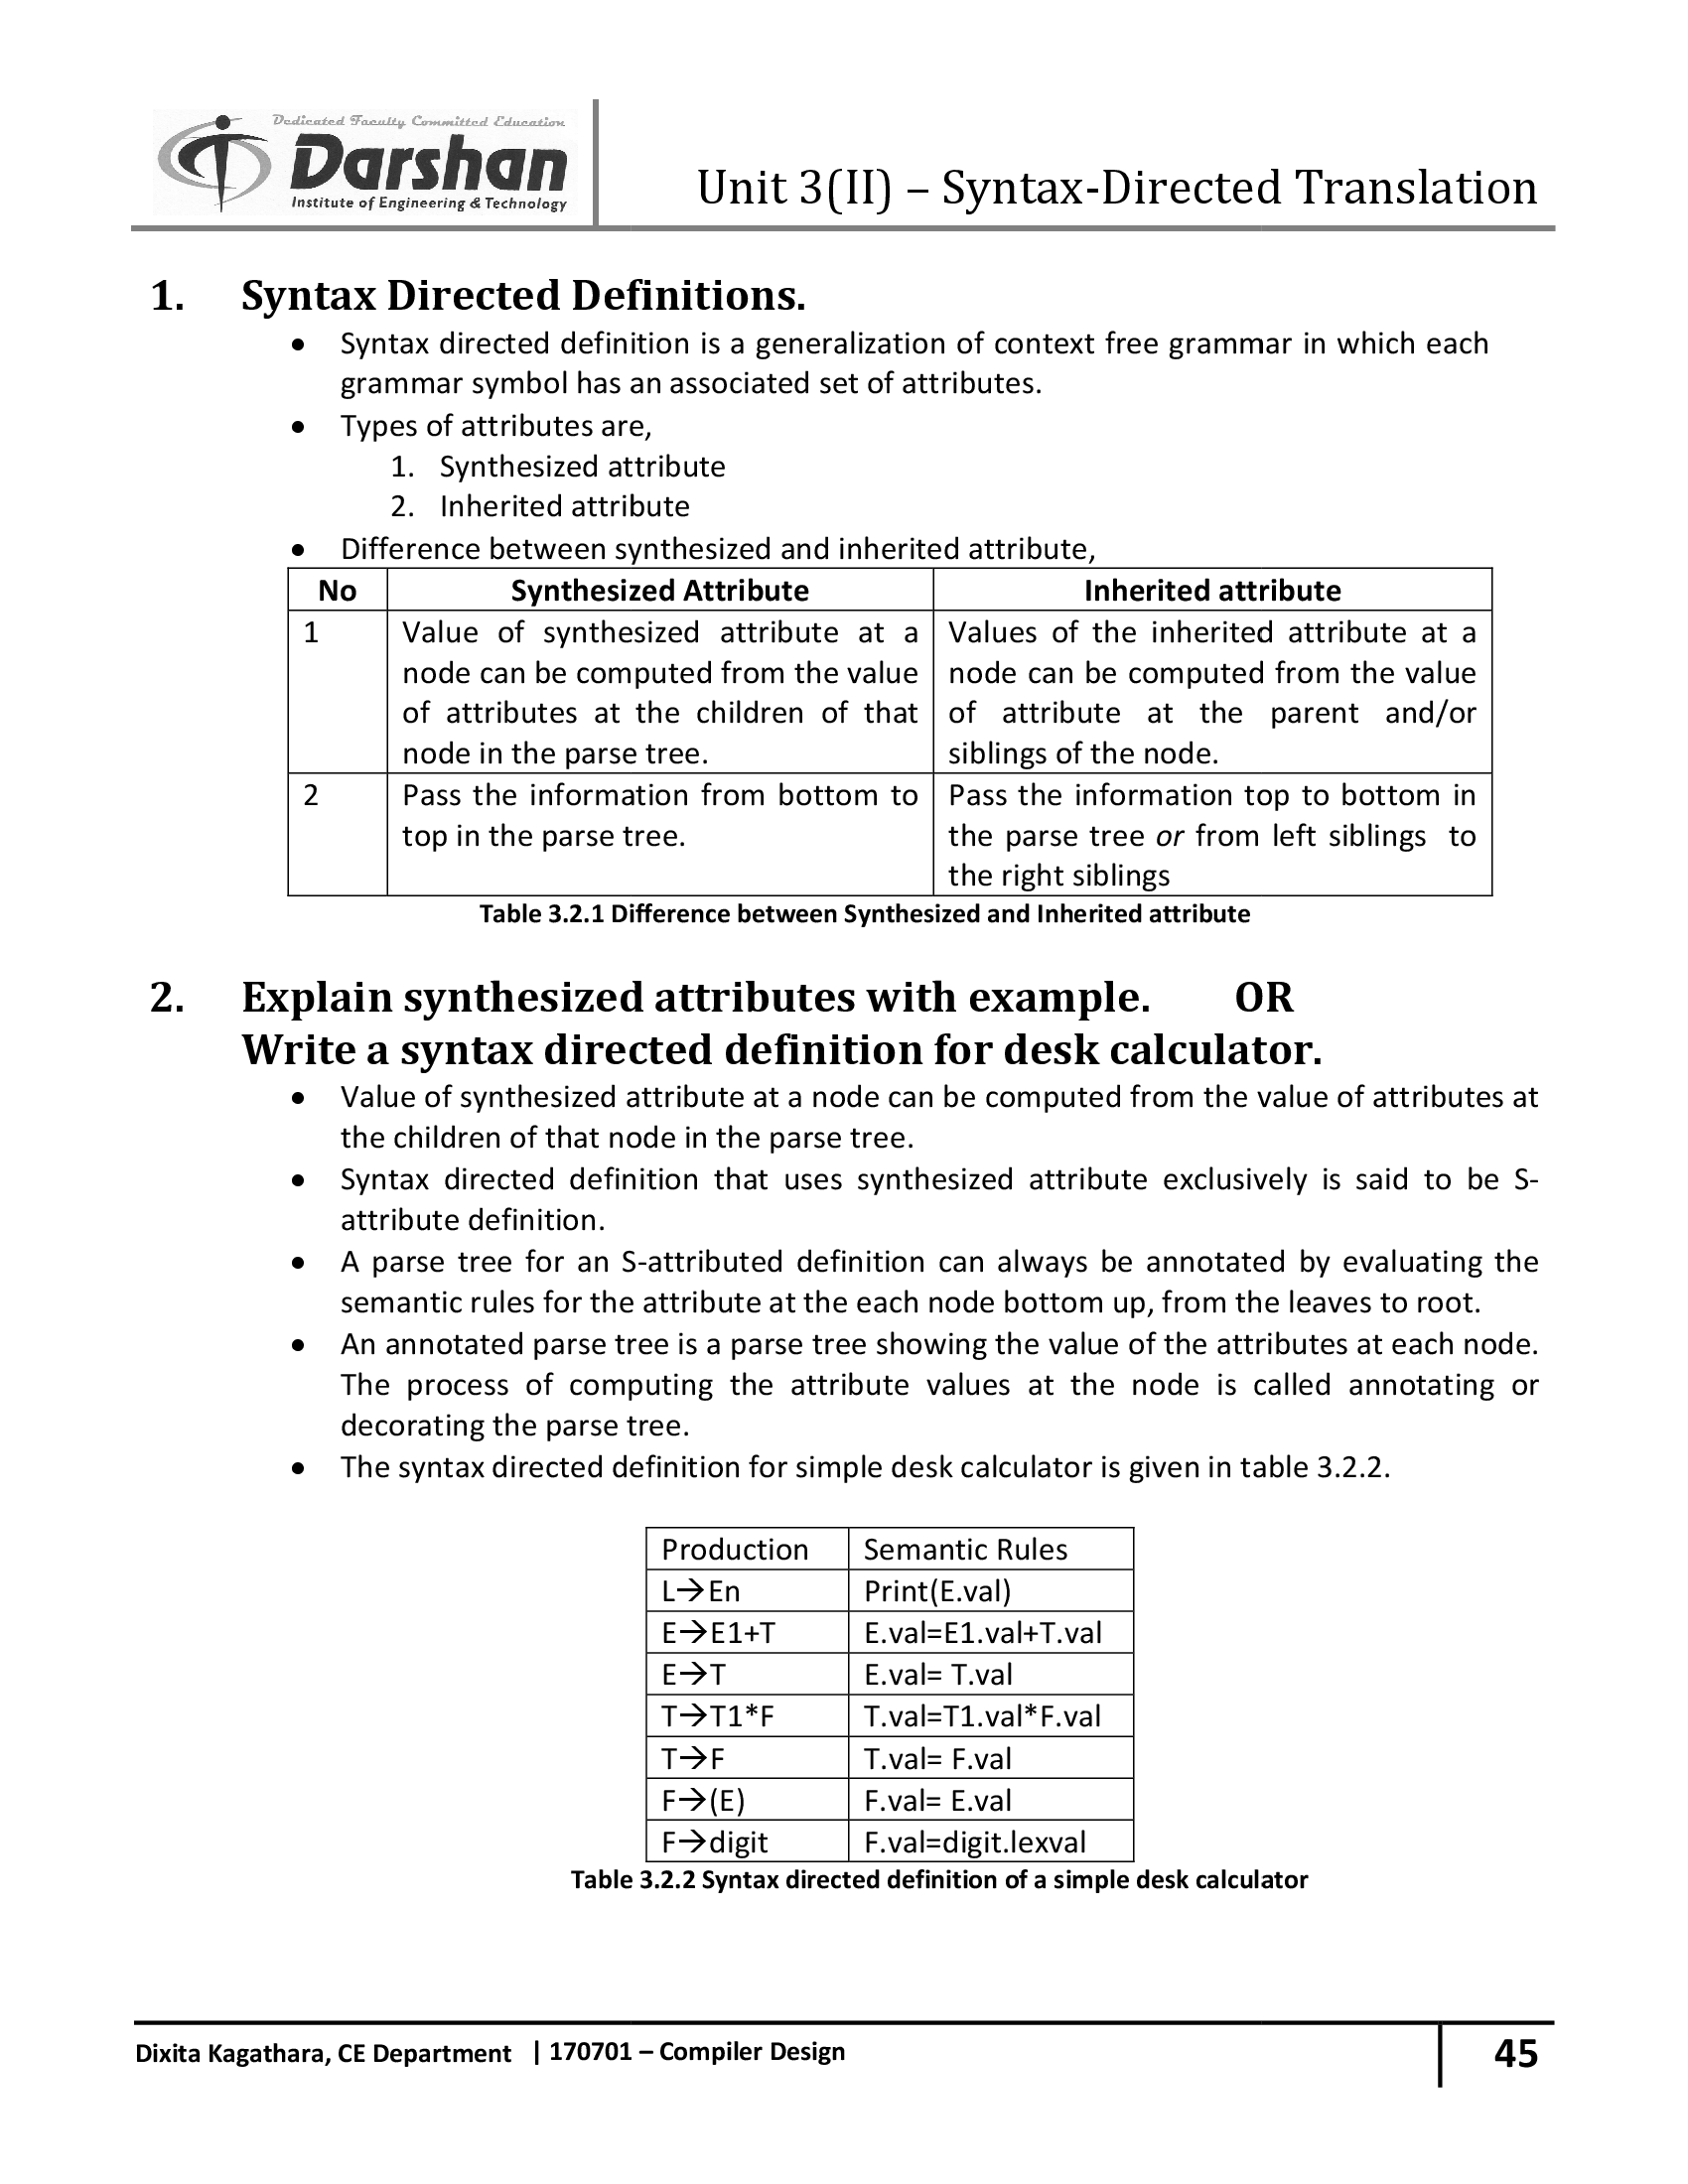 Dedicated Faculty Committed Education
Darshan
Institute of Engineering & Technology
Unit 3(II) – Syntax-Directed Translation
1. Syntax Directed Definitions.
• Syntax directed definition is a generalization of context free grammar in which each
grammar symbol has an associated set of attributes.
• Types of attributes are,
1. Synthesized attribute
2. Inherited attribute
• Difference between synthesized and inherited attribute,
No Synthesized Attribute Inherited attribute
1 Value of synthesized attribute at a Values of the inherited attribute at a
node can be computed from the value node can be computed from the value
of attributes at the children of that of attribute at the parent and/or
node in the parse tree. siblings of the node.
2 Pass the information from bottom to Pass the information top to bottom in
top in the parse tree. the parse tree or from left siblings to
the right siblings
Table 3.2.1 Difference between Synthesized and Inherited attribute
2. Explain synthesized attributes with example. OR
Write a syntax directed definition for desk calculator.
• Value of synthesized attribute at a node can be computed from the value of attributes at
the children of that node in the parse tree.
• Syntax directed definition that uses synthesized attribute exclusively is said to be S-
attribute definition.
• A parse tree for an S-attributed definition can always be annotated by evaluating the
semantic rules for the attribute at the each node bottom up, from the leaves to root.
• An annotated parse tree is a parse tree showing the value of the attributes at each node.
The process of computing the attribute values at the node is called annotating or
decorating the parse tree.
• The syntax directed definition for simple desk calculator is given in table 3.2.2.
Production Semantic Rules
L→En Print(E.val)
E→E1+T E.val=E1.val+T.val
E→T E.val= T.val
T→T1*F T.val=T1.val*F.val
T→F T.val= F.val
F→(E) F.val= E.val
F→digit F.val=digit.lexval
Table 3.2.2 Syntax directed definition of a simple desk calculator
Dixita Kagathara, CE Department | 170701 – Compiler Design 45